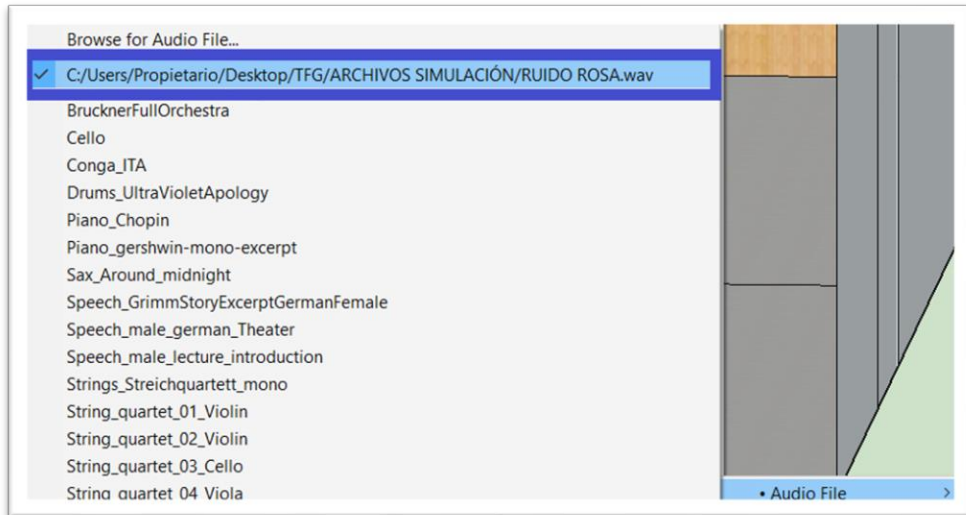 Browse for Audio File...
C:/Users/Propietario/Desktop/TFG/ARCHIVOS SIMULACIÓN/RUIDO ROSA.wav
BrucknerFullOrchestra
Cello
Conga_ITA
Drums_UltraVioletApology
Piano_Chopin
Piano_gershwin-mono-excerpt
Sax_Around_midnight
Speech_GrimmStoryExcerptGermanFemale
Speech_male_german_Theater
Speech_male_lecture_introduction
Strings_Streichquartett_mono
String_quartet_01_Violin
String_quartet_02_Violin
String_quartet_03_Cello
String_quartet_04_Viola
• Audio File